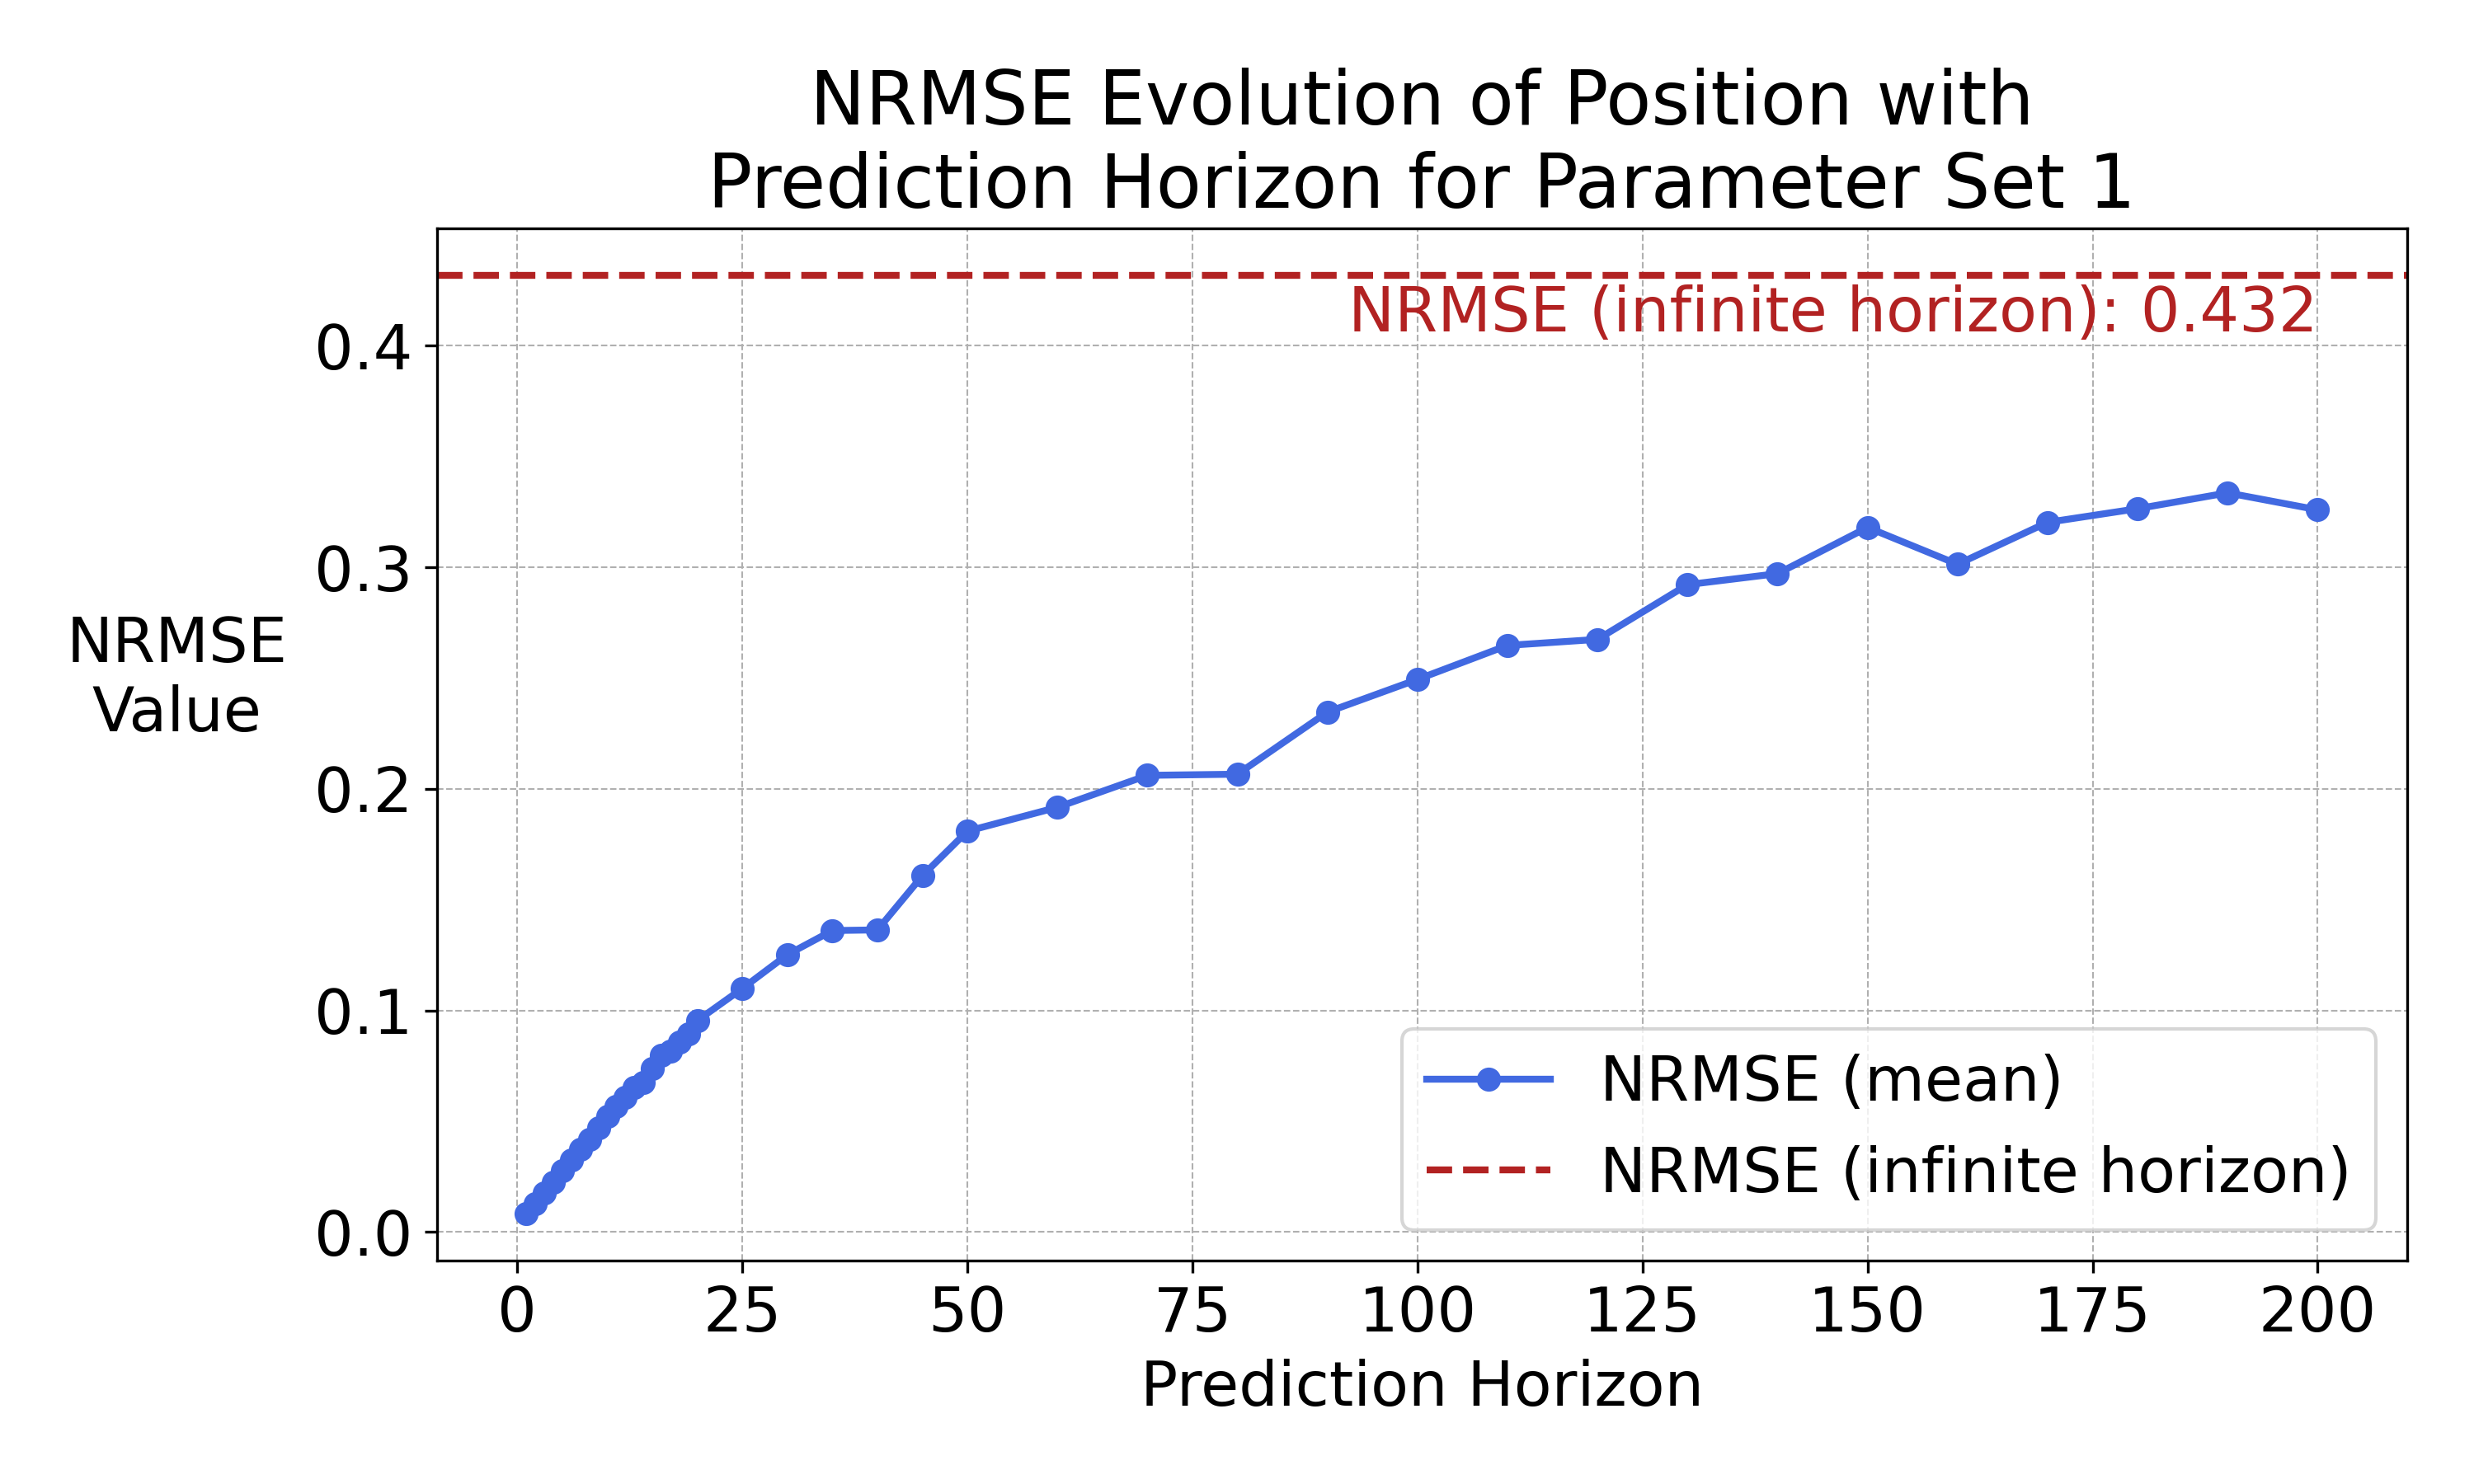 NRMSE Evolution of Position with
Prediction Horizon for Parameter Set 1
NRMSE (infinite horizon): 0.432
0.4
0.3
NRMSE
Value
0.2
0.1
0.0
NRMSE (mean)
NRMSE (infinite horizon)
0 25 50 75 100 125 150 175 200
Prediction Horizon